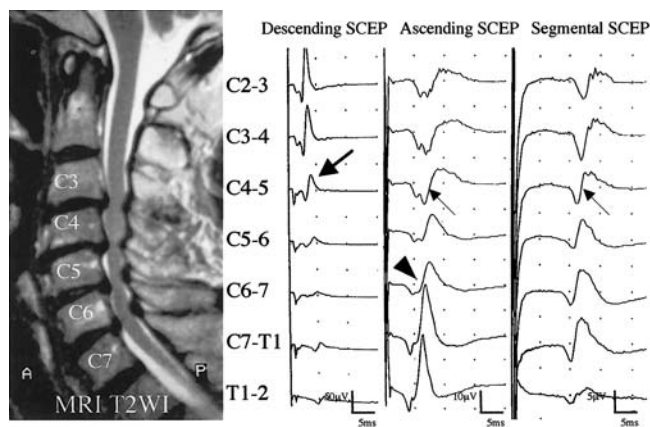 Descending SCEP Ascending SCEP Segmental SCEP
C2-3
C3-4
C4-5
C5-6
C6-7
C7-T1
T1-2
C3
C4
C5
C6
C7
A
P
MRI T2WI
10μV
5μV
5ms
5ms
5ms